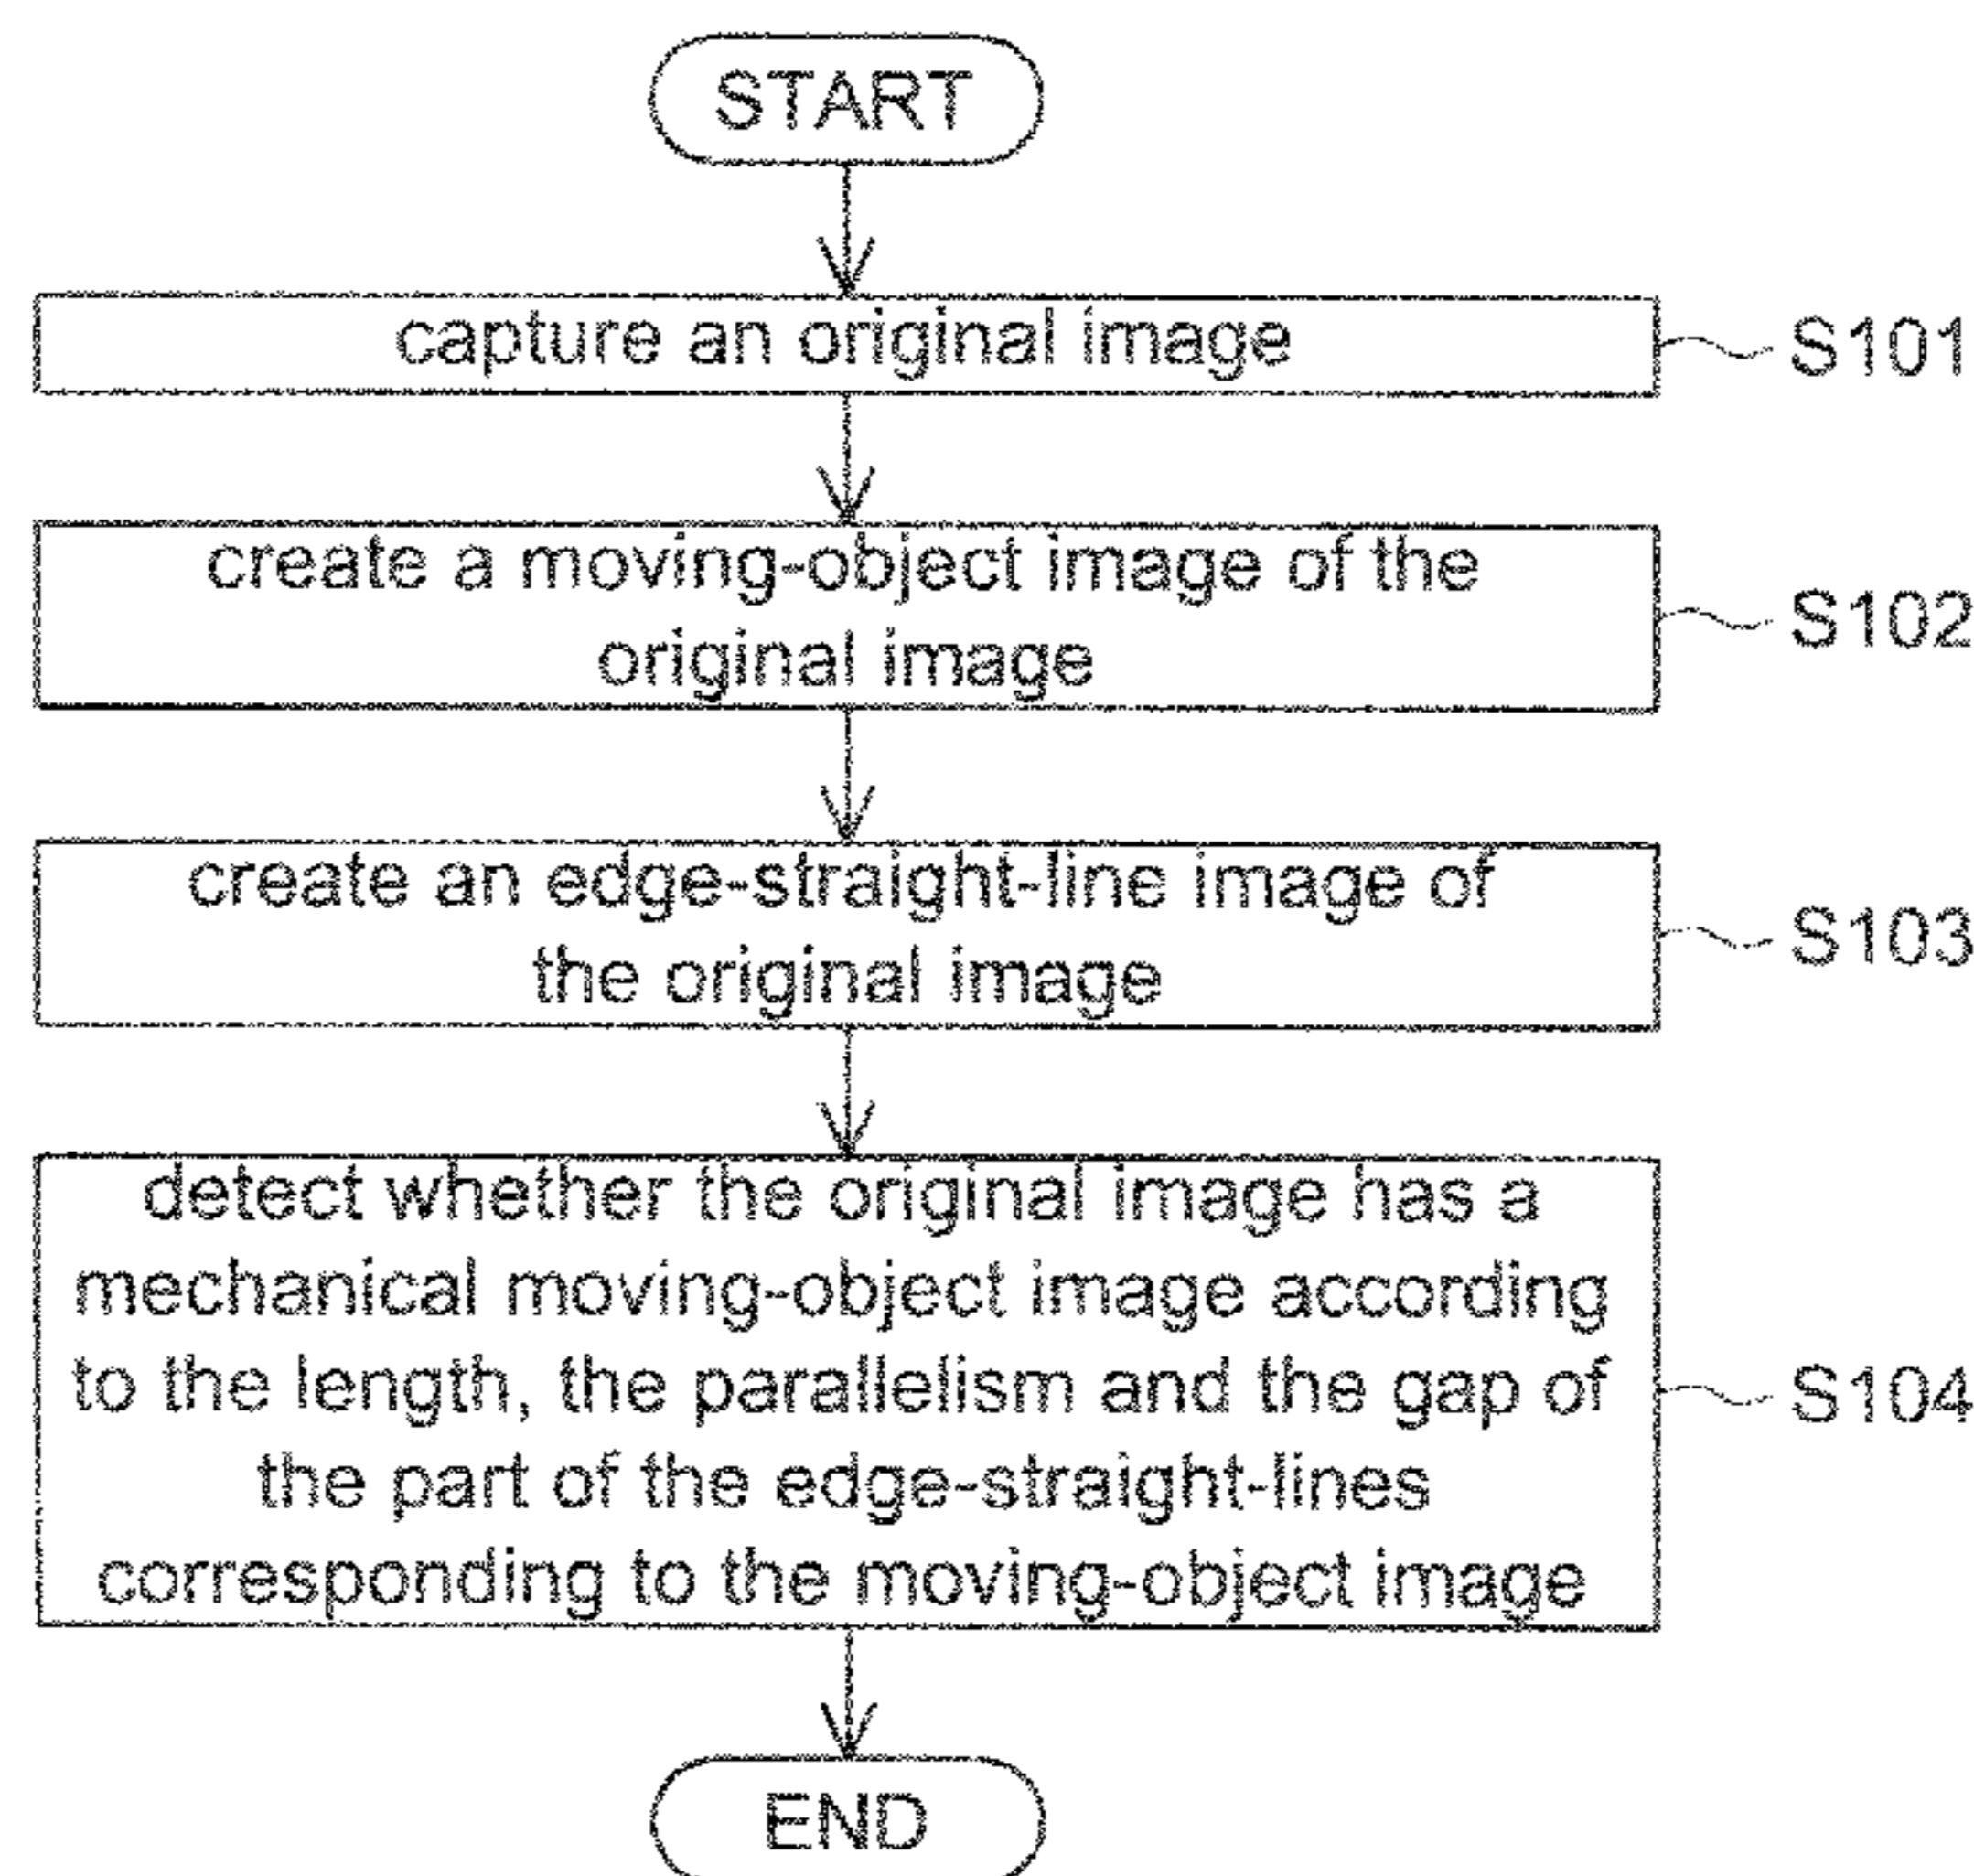 START
capture an original image
S101
create a moving-object image of the
original image
S102
create an edge-straight-line image of
the original image
S103
detect whether the original image has a
mechanical moving-object image according
to the length, the parallelism and the gap of
the part of the edge-straight-lines
corresponding to the moving-object image
S104
END